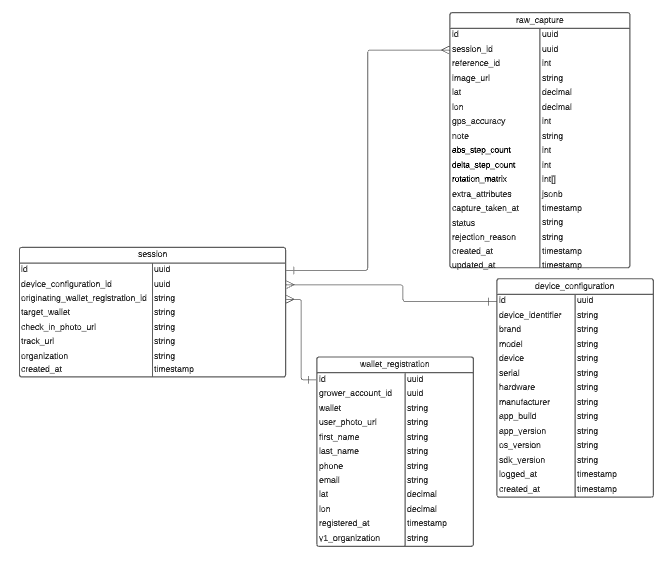 raw_capture
id uuid
session_id uuid
reference_id int
image_url string
lat decimal
lon decimal
gps_accuracy int
note string
abs_step_count int
delta_step_count int
rotation_matrix int[]
extra_attributes jsonb
capture_taken_at timestamp
status string
rejection_reason string
created_at timestamp
updated_at timestamp
session
id uuid
device_configuration_id uuid
originating_wallet_registration_id string
target_wallet string
check_in_photo_url string
track_url string
organization string
created_at timestamp
device_configuration
id uuid
device_identifier string
brand string
model string
device string
serial string
hardware string
manufacturer string
app_build string
app_version string
os_version string
sdk_version string
logged_at timestamp
created_at timestamp
wallet_registration
id uuid
grower_account_id uuid
wallet string
user_photo_url string
first_name string
last_name string
phone string
email string
lat decimal
lon decimal
registered_at timestamp
v1_organization string